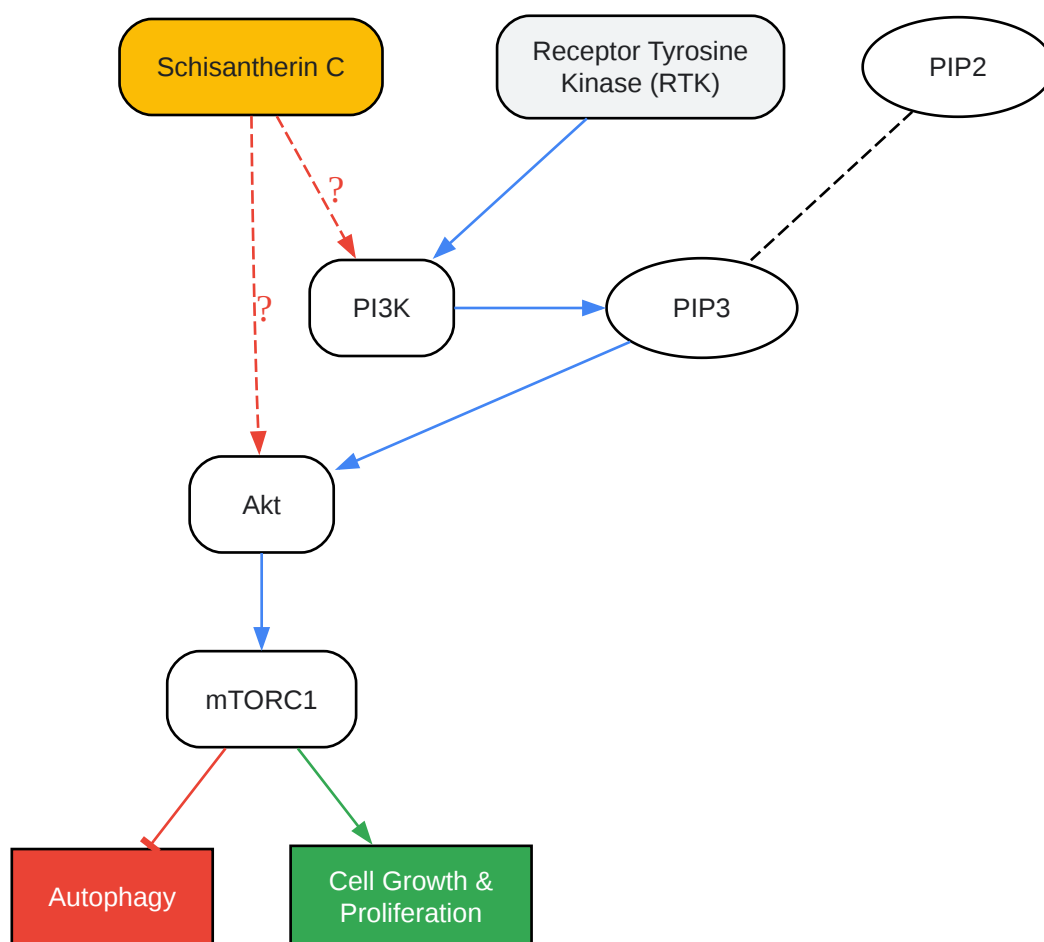 Schisantherin C
Receptor Tyrosine
Kinase (RTK)
PIP2
?
?
PI3K
PIP3
Akt
mTORC1
Autophagy
Cell Growth &
Proliferation